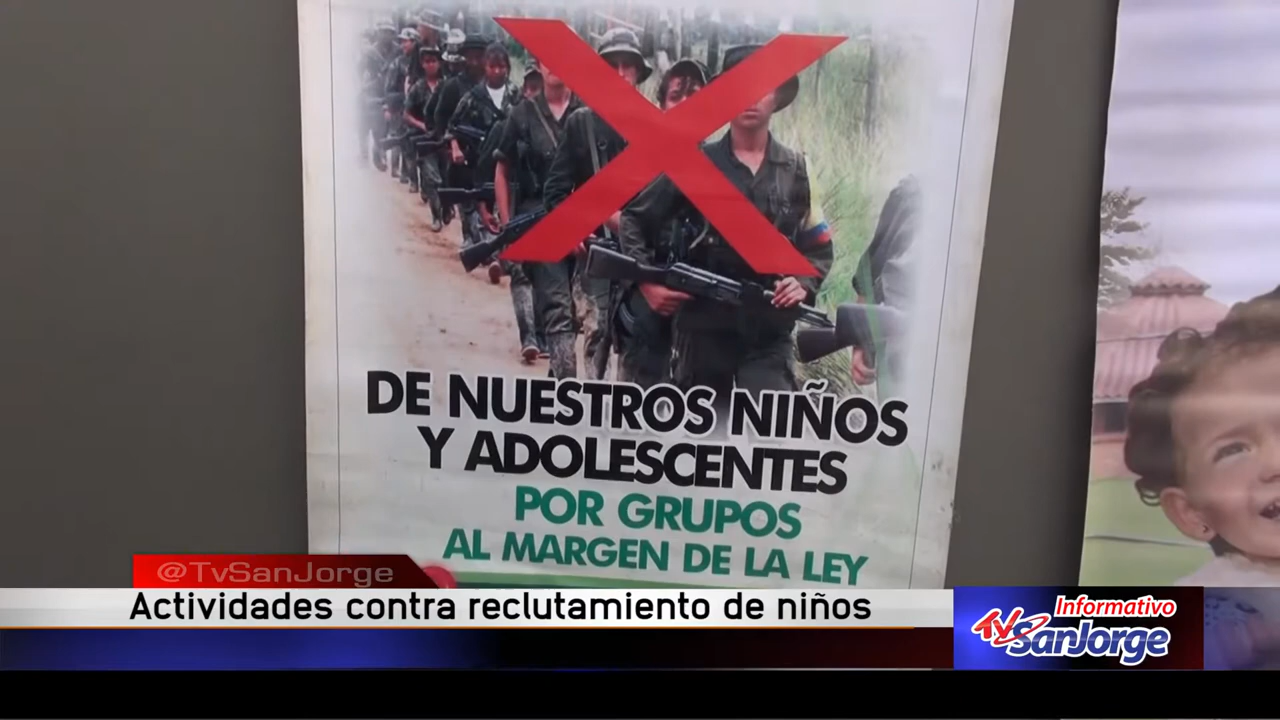 DE NUESTROS NIÑOS
Y ADOLESCENTES
POR GRUPOS
AL MARGEN DE LA LEY
@TvSanJorge
Actividades contra reclutamiento de niños
Informativo
TV SanJorge